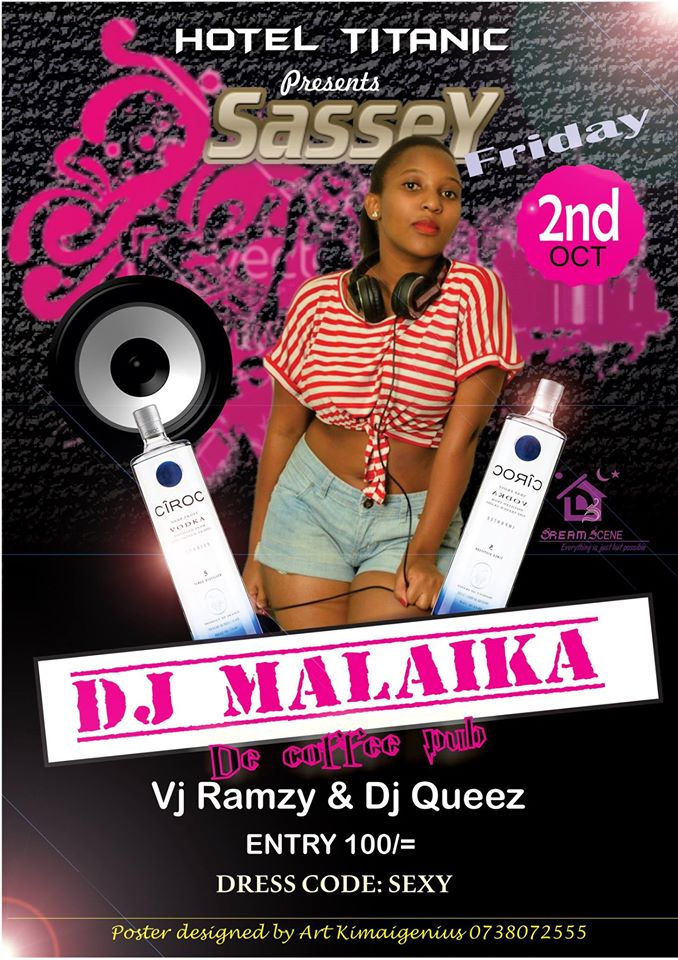 HOTEL TITANIC
Presents
SasseY
Friday
2nd
OCT
vect
CÎROC
VODKA
CÎROC
VODKA
DREAM SCENE
Everything is just but possible
DJ MALAIKA
De coffee pub
Vj Ramzy & Dj Queez
ENTRY 100/=
DRESS CODE: SEXY
Poster designed by Art Kimaigenius 0738072555